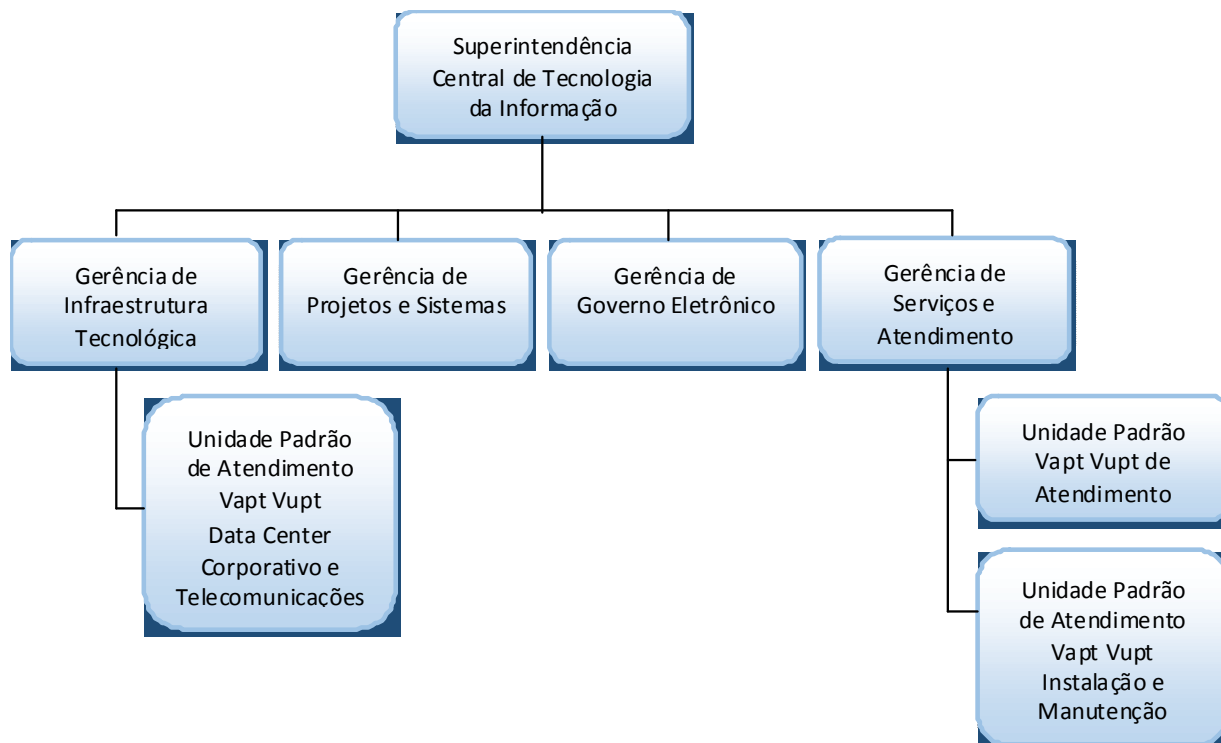 Superintendência
Central de Tecnologia
da Informação
Gerência de
Infraestrutura
Tecnológica
Gerência de
Projetos e Sistemas
Gerência de
Governo Eletrônico
Gerência de
Serviços e
Atendimento
Unidade Padrão
de Atendimento
Vapt Vupt
Data Center
Corporativo e
Telecomunicações
Unidade Padrão
Vapt Vupt de
Atendimento
Unidade Padrão
de Atendimento
Vapt Vupt
Instalação e
Manutenção